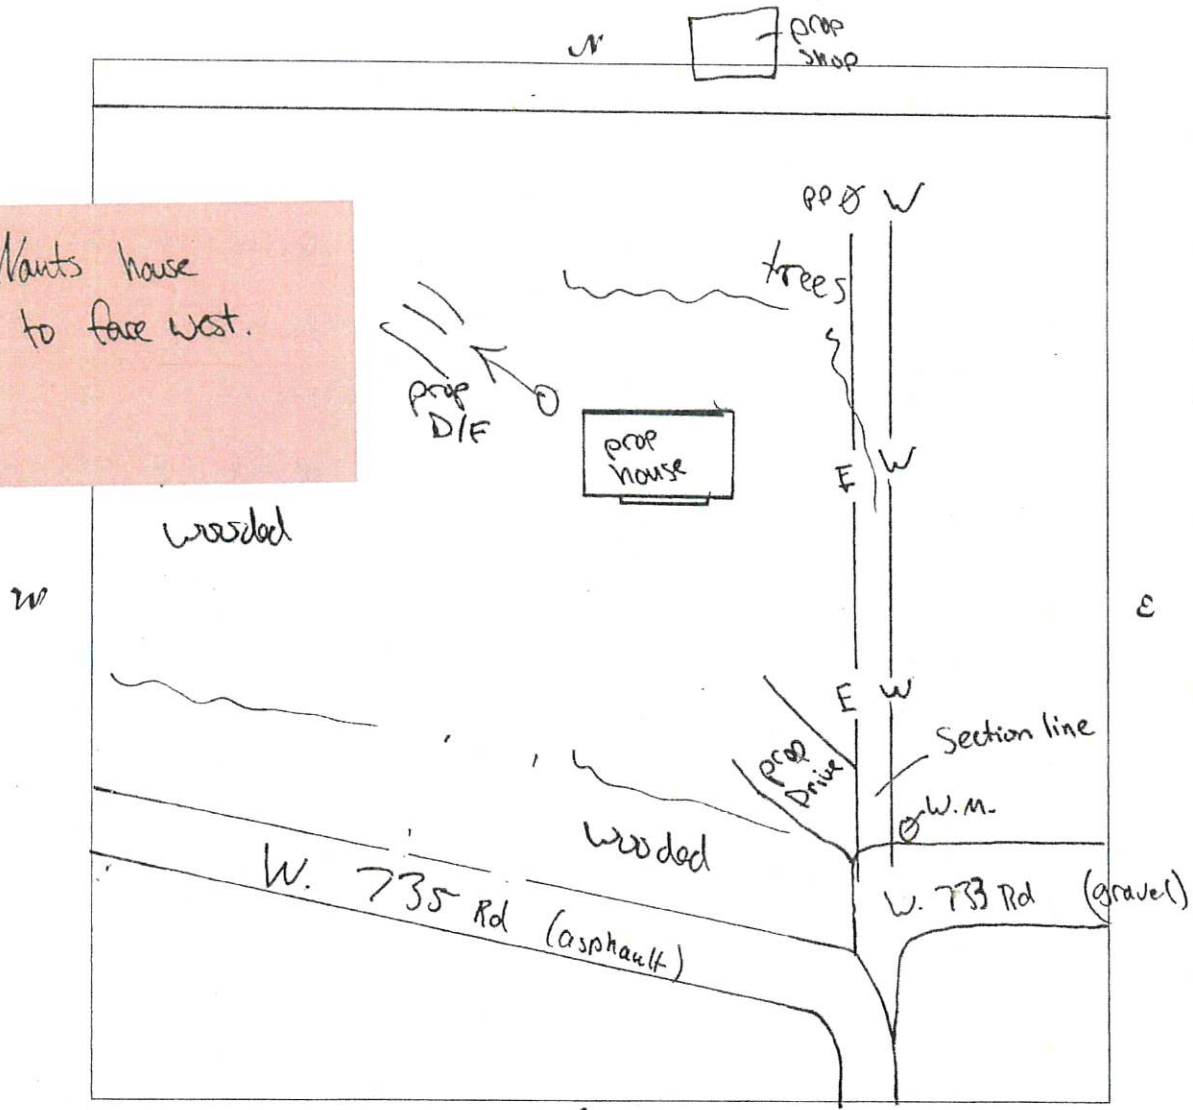 N
prop
shop
PPØ W
trees
Wants house
to face west.
prop
D/F
prop
house
E W
wooded
W
E
E W
Section line
prop
Drive
W.M.
wooded
W. 735 Rd (asphault)
W. 733 Rd (gravel)